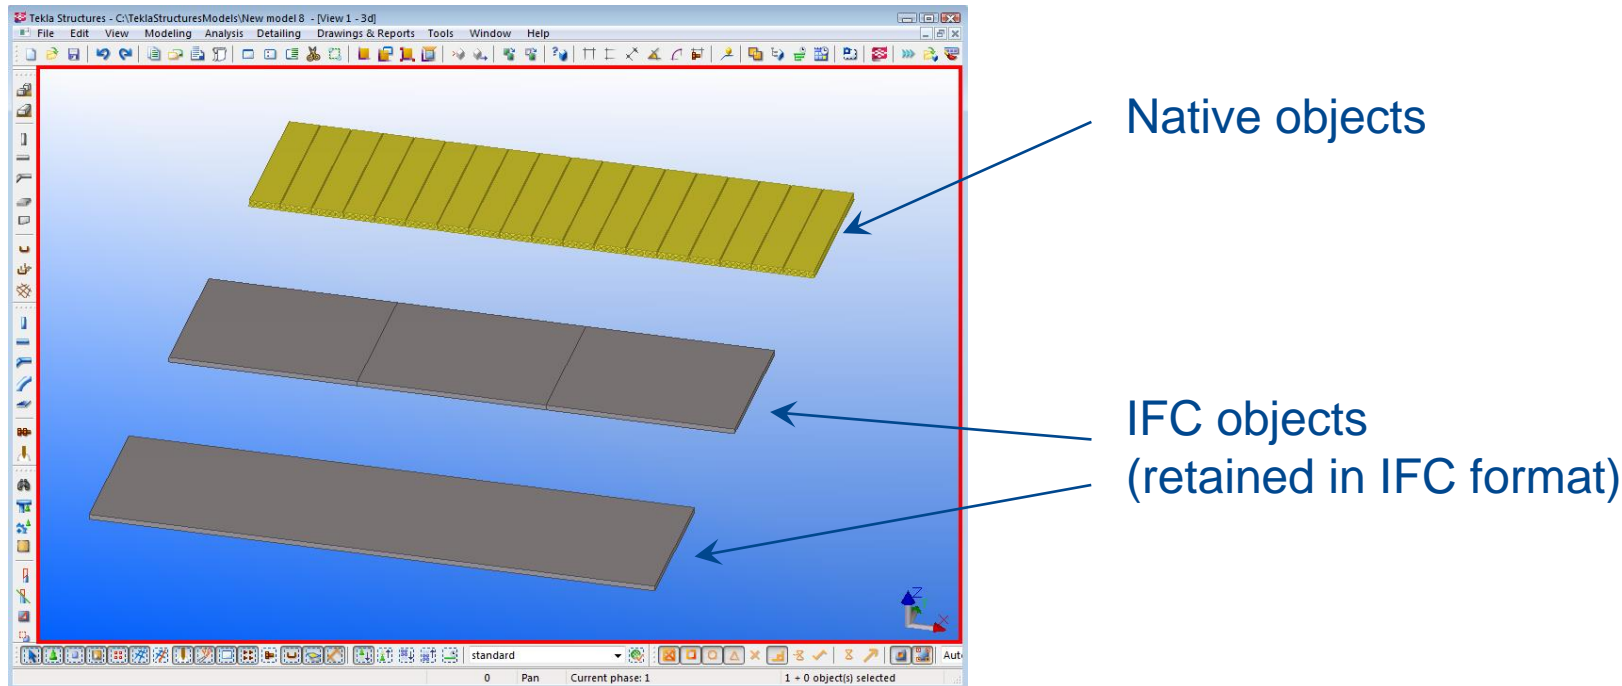 Tekla Structures - C:\TeklaStructuresModels\New model 8 - [View 1 - 3d]
File Edit View Modeling Analysis Detailing Drawings & Reports Tools Window Help
Native objects
IFC objects
(retained in IFC format)
Z
X
standard
Aut
0 Pan Current phase: 1 1 + 0 object(s) selected